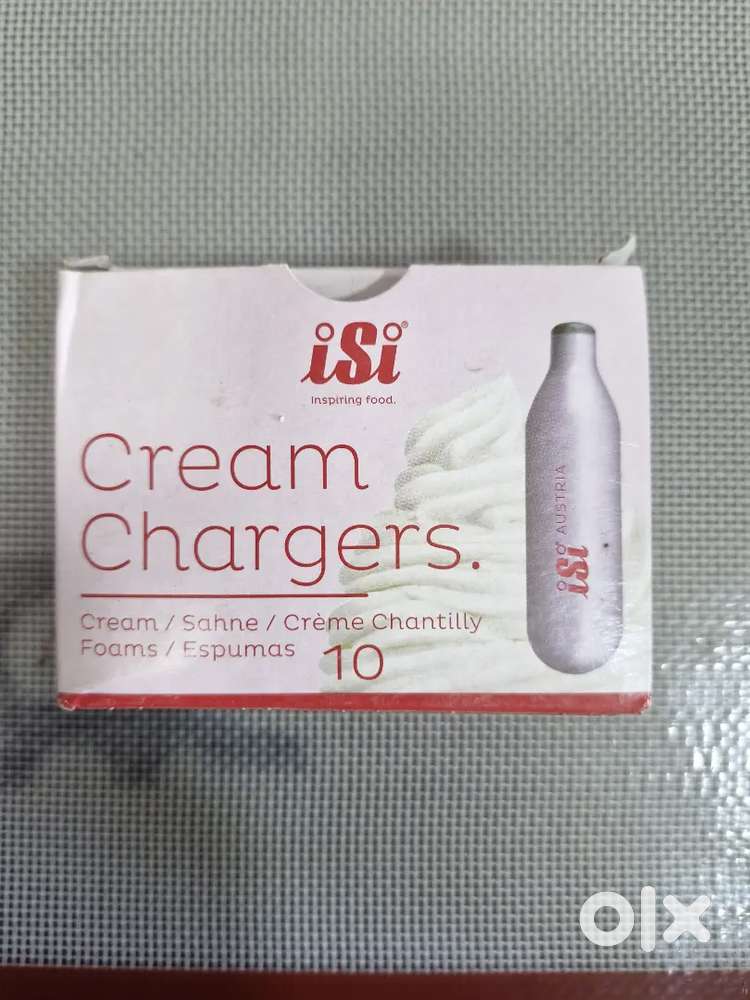 iSi®
Inspiring food.
Cream
Chargers.
Cream / Sahne / Crème Chantilly
Foams / Espumas 10
iSi AUSTRIA
olx